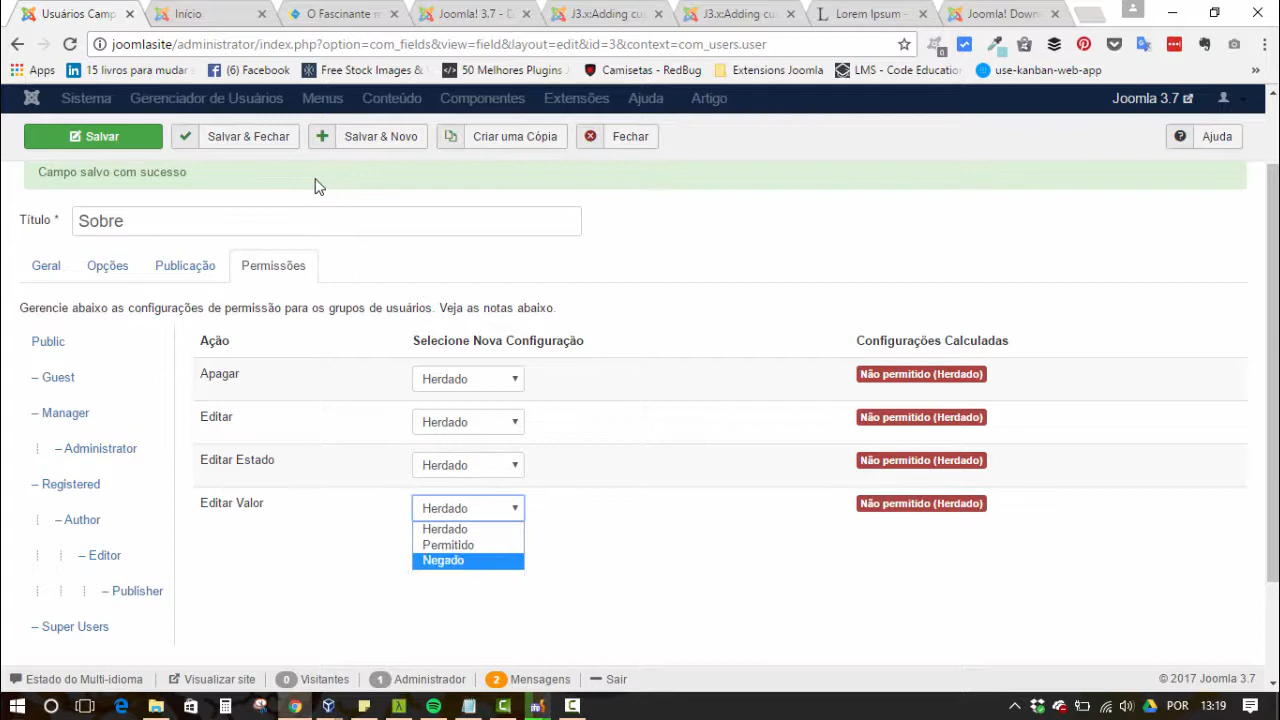 Usuários Camp
Início
O Fascinante m
Joomla! 3.7 - D
J3.x:Adding cu
J3.x:Adding cu
Lorem Ipsum -
Joomla! Down
joomlasite/administrator/index.php?option=com_fields&view=field&layout=edit&id=3&context=com_users.user
Apps
15 livros para mudar
(6) Facebook
Free Stock Images &
50 Melhores Plugins
Camisetas - RedBug
Extensões Joomla
LMS - Code Education
use-kanban-web-app
»
Sistema Gerenciador de Usuários Menus Conteúdo Componentes Extensões Ajuda Artigo
Joomla 3.7
Salvar
Salvar & Fechar
Salvar & Novo
Criar uma Cópia
Fechar
Ajuda
Campo salvo com sucesso
Título *
Sobre
Geral
Opções
Publicação
Permissões
Gerencie abaixo as configurações de permissão para os grupos de usuários. Veja as notas abaixo.
Public
– Guest
– Manager
– Administrator
– Registered
– Author
– Editor
– Publisher
– Super Users
Ação
Selecione Nova Configuração
Configurações Calculadas
Apagar
Herdado
Não permitido (Herdado)
Editar
Herdado
Não permitido (Herdado)
Editar Estado
Herdado
Não permitido (Herdado)
Editar Valor
Herdado
Não permitido (Herdado)
Herdado
Permitido
Negado
Estado do Multi-idioma
Visualizar site
0 Visitantes
1 Administrador
2 Mensagens
Sair
© 2017 Joomla 3.7
POR
13:19